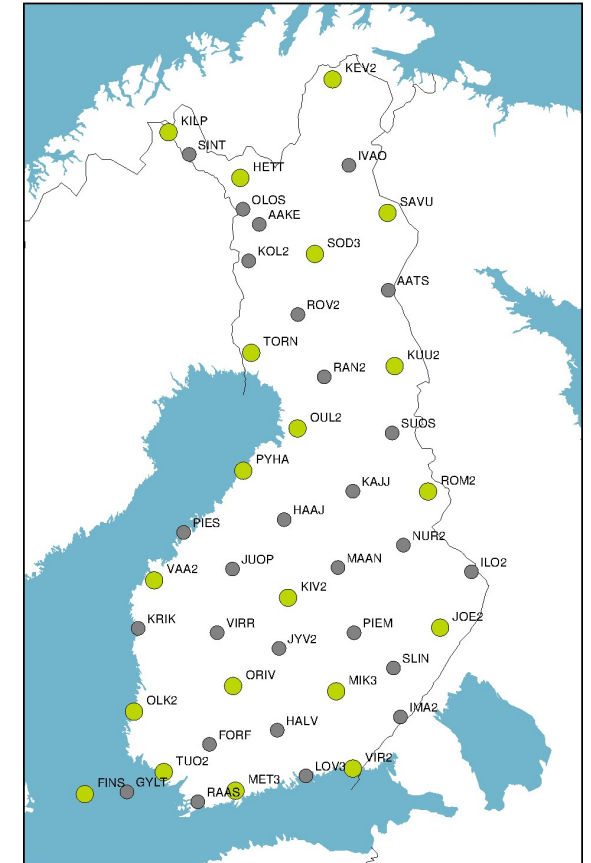 KEV2
KILP
SINT
IVAO
HETT
OLOS
SAVU
AAKE
SOD3
KOL2
AATS
ROV2
TORN
KUU2
RAN2
OUL2
SUOS
PYHA
KAJJ
ROM2
HAAJ
PIES
NUR2
JUOP
MAAN
ILO2
VAA2
KIV2
KRIK
VIRR
PIEM
JOE2
JYV2
SLIN
ORIV
MIK3
OLK2
IMA2
HALV
FORF
TUO2
VIR2
LOV3
FINS
GYLT
MET3
RAAS